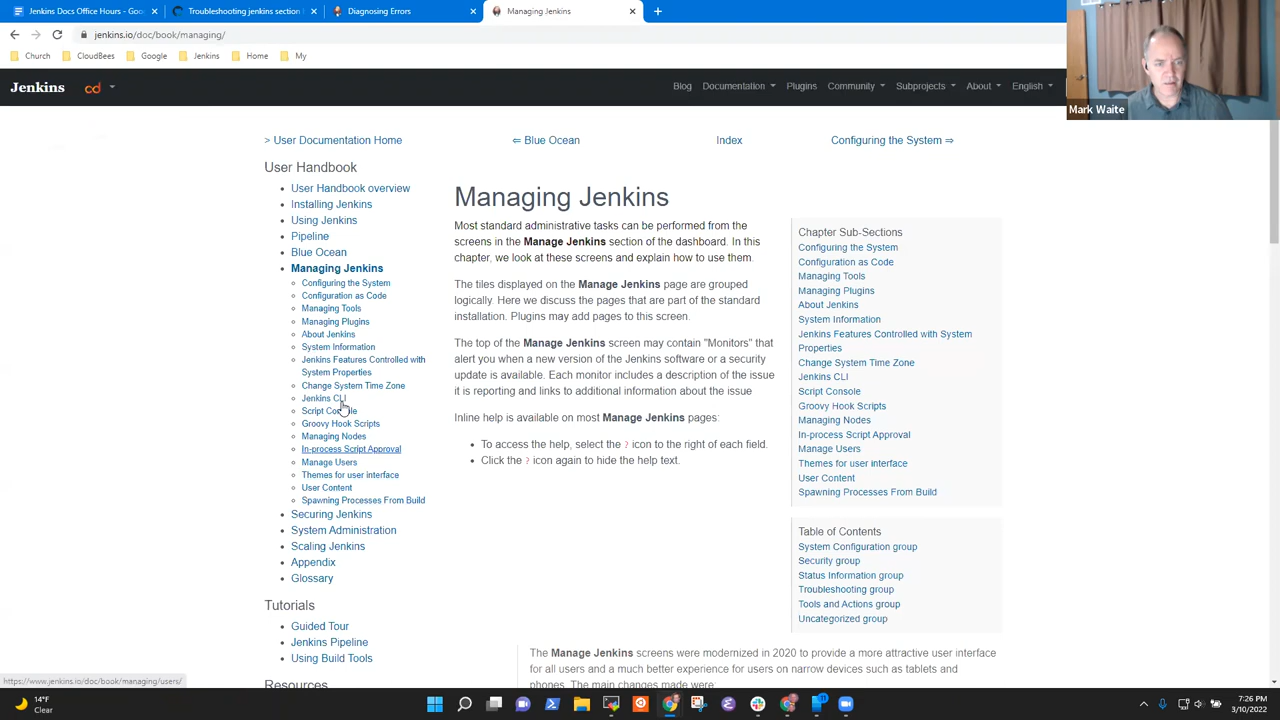 Jenkins Docs Office Hours - Goo
Troubleshooting jenkins section
Diagnosing Errors
Managing Jenkins
jenkins.io/doc/book/managing/
Church
CloudBees
Google
Jenkins
Home
My
Mark Waite
Jenkins
cd
Blog
Documentation
Plugins
Community
Subprojects
About
English
> User Documentation Home
⇐ Blue Ocean
Index
Configuring the System ⇒
User Handbook
User Handbook overview
Installing Jenkins
Using Jenkins
Pipeline
Blue Ocean
Managing Jenkins
Configuring the System
Configuration as Code
Managing Tools
Managing Plugins
About Jenkins
System Information
Jenkins Features Controlled with
System Properties
Change System Time Zone
Jenkins CLI
Script Console
Groovy Hook Scripts
Managing Nodes
In-process Script Approval
Manage Users
Themes for user interface
User Content
Spawning Processes From Build
Securing Jenkins
System Administration
Scaling Jenkins
Appendix
Glossary
Tutorials
Guided Tour
Jenkins Pipeline
Using Build Tools
Resources
Managing Jenkins
Most standard administrative tasks can be performed from the
screens in the Manage Jenkins section of the dashboard. In this
chapter, we look at these screens and explain how to use them.
The tiles displayed on the Manage Jenkins page are grouped
logically. Here we discuss the pages that are part of the standard
installation. Plugins may add pages to this screen.
The top of the Manage Jenkins screen may contain "Monitors" that
alert you when a new version of the Jenkins software or a security
update is available. Each monitor includes a description of the issue
it is reporting and links to additional information about the issue
Inline help is available on most Manage Jenkins pages:
To access the help, select the ? icon to the right of each field.
Click the ? icon again to hide the help text.
Chapter Sub-Sections
Configuring the System
Configuration as Code
Managing Tools
Managing Plugins
About Jenkins
System Information
Jenkins Features Controlled with System
Properties
Change System Time Zone
Jenkins CLI
Script Console
Groovy Hook Scripts
Managing Nodes
In-process Script Approval
Manage Users
Themes for user interface
User Content
Spawning Processes From Build
Table of Contents
System Configuration group
Security group
Status Information group
Troubleshooting group
Tools and Actions group
Uncategorized group
The Manage Jenkins screens were modernized in 2020 to provide a more attractive user interface
for all users and a much better experience for users on narrow devices such as tablets and
phones. The main changes made were:
https://www.jenkins.io/doc/book/managing/users/
14°F
Clear
7:26 PM
3/10/2022